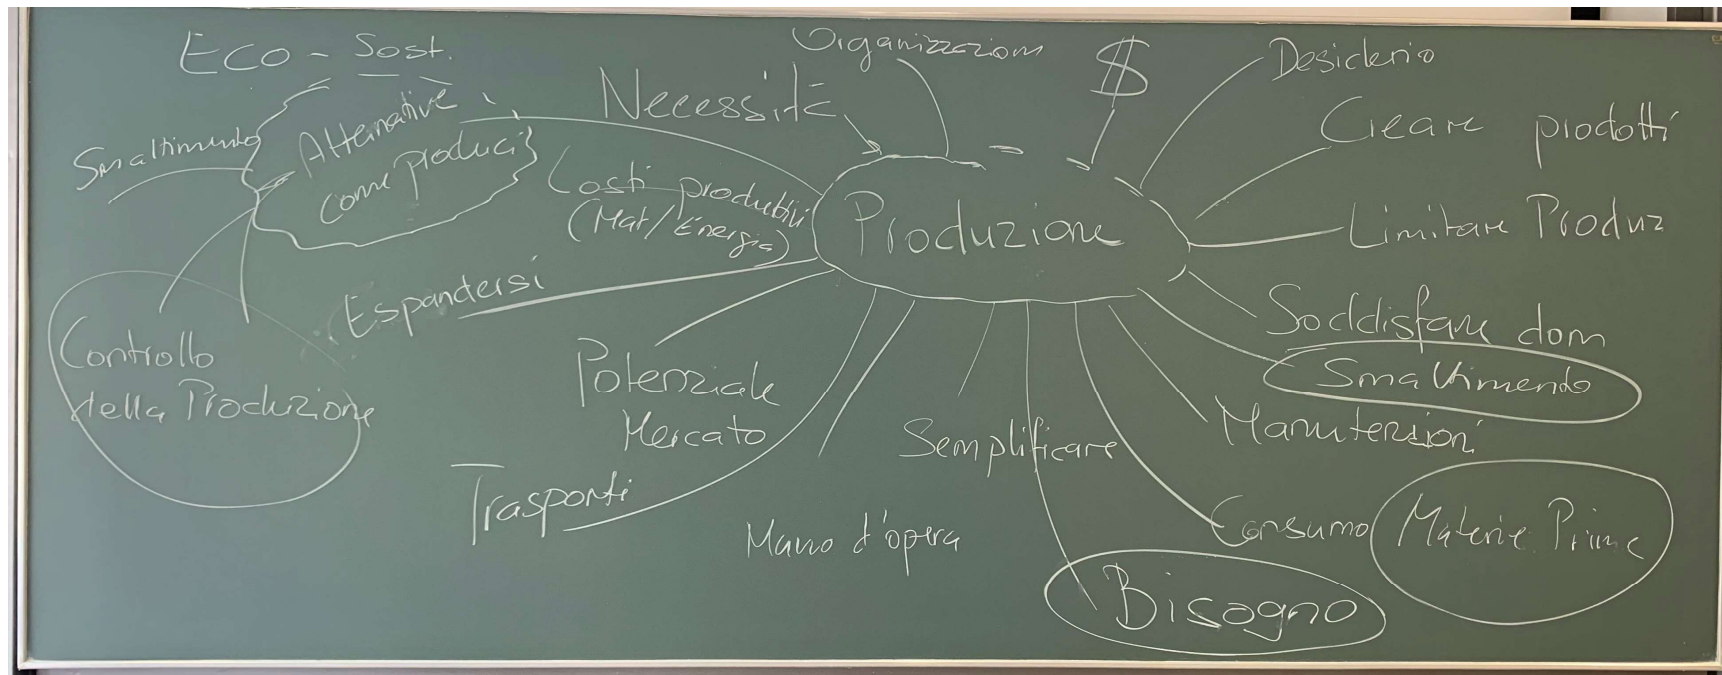 Eco - Sost.
Smaltimento
Alternative
come produci
Necessità
Organizzazioni
$
Desiderio
Creare prodotti
Limitare Produz
Costi produttivi
(Mat/Energia)
Produzione
Espandersi
Controllo
della Produzione
Potenziale
Mercato
Trasporti
Mano d'opera
Semplificare
Soddisfare dom
Smaltimento
Manutenzioni
Consumo Materie Prime
Bisogno